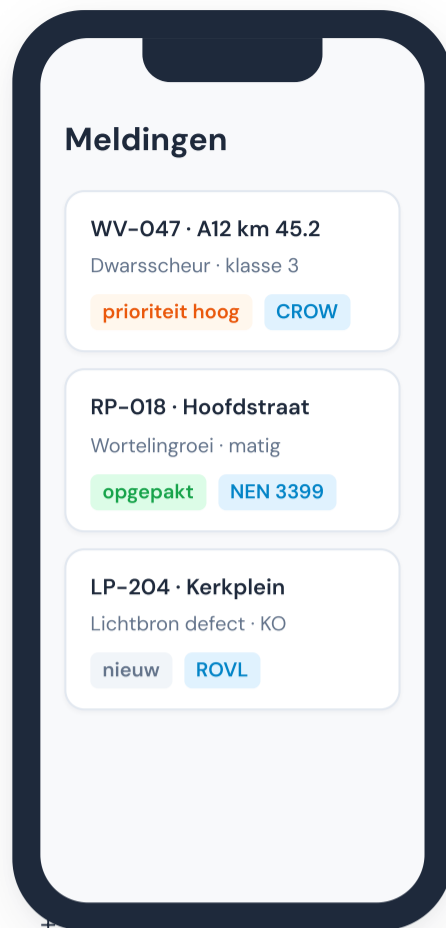 Meldingen
WV-047 · A12 km 45.2
Dwarsscheur · klasse 3
prioriteit hoog CROW
RP-018 · Hoofdstraat
Wortelingroei · matig
opgepakt NEN 3399
LP-204 · Kerkplein
Lichtbron defect · KO
nieuw ROVL